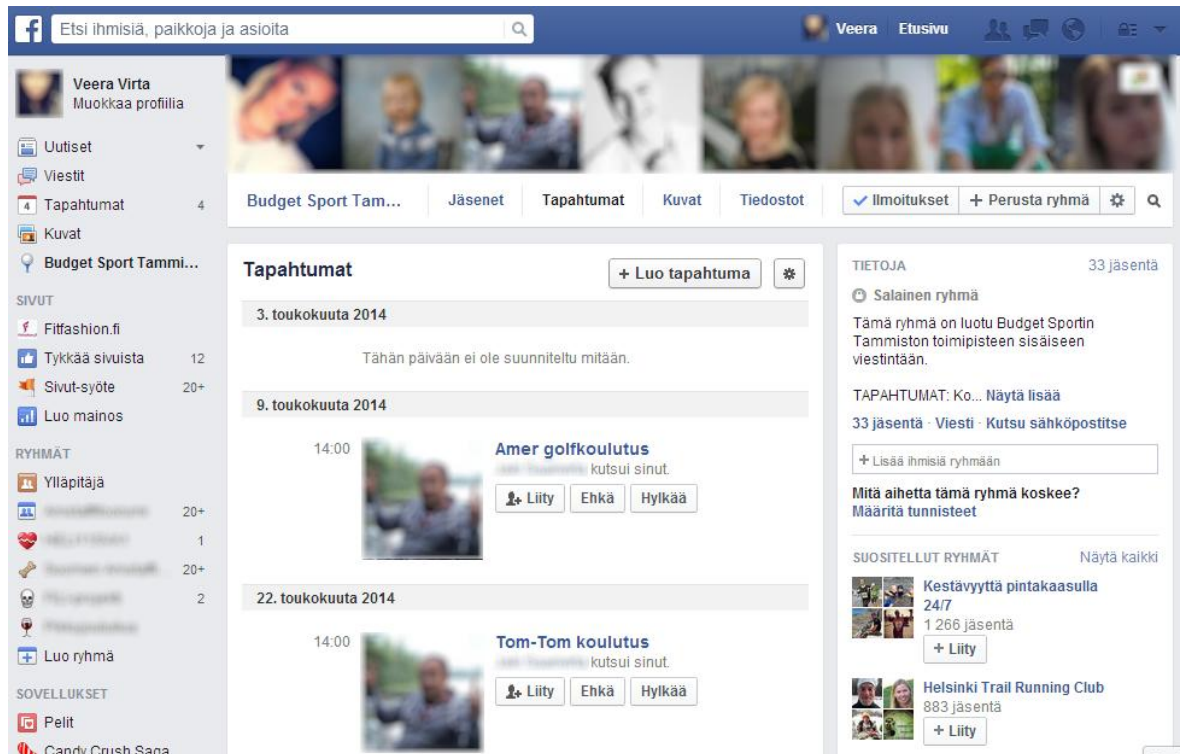 Etsi ihmisiä, paikkoja ja asioita
Veera Etusivu
Veera Virta
Muokkaa profiilia
Uutiset
Viestit
4 Tapahtumat 4
Kuvat
Budget Sport Tammi...
SIVUT
Fitfashion.fi
Tykkää sivuista 12
Sivut-syöte 20+
Luo mainos
RYHMÄT
Ylläpitäjä
20+
1
20+
2
Luo ryhmä
SOVELLUKSET
Pelit
Candy Crush Saga
Budget Sport Tam... Jäsenet Tapahtumat Kuvat Tiedostot Ilmoitukset + Perusta ryhmä
Tapahtumat + Luo tapahtuma
3. toukokuuta 2014
Tähän päivään ei ole suunniteltu mitään.
9. toukokuuta 2014
14:00 Amer golfkoulutus
kutsui sinut.
Liity Ehkä Hylkää
22. toukokuuta 2014
14:00 Tom-Tom koulutus
kutsui sinut.
Liity Ehkä Hylkää
TIETOJA 33 jäsentä
Salainen ryhmä
Tämä ryhmä on luotu Budget Sportin
Tammiston toimipisteen sisäiseen
viestintään.
TAPAHTUMAT: Ko... Näytä lisää
33 jäsentä · Viesti · Kutsu sähköpostitse
+ Lisää ihmisiä ryhmään
Mitä aihetta tämä ryhmä koskee?
Määritä tunnisteet
SUOSITELLUT RYHMÄT Näytä kaikki
Kestävyyttä pintakaasulla
24/7
1 266 jäsentä
+ Liity
Helsinki Trail Running Club
883 jäsentä
+ Liity